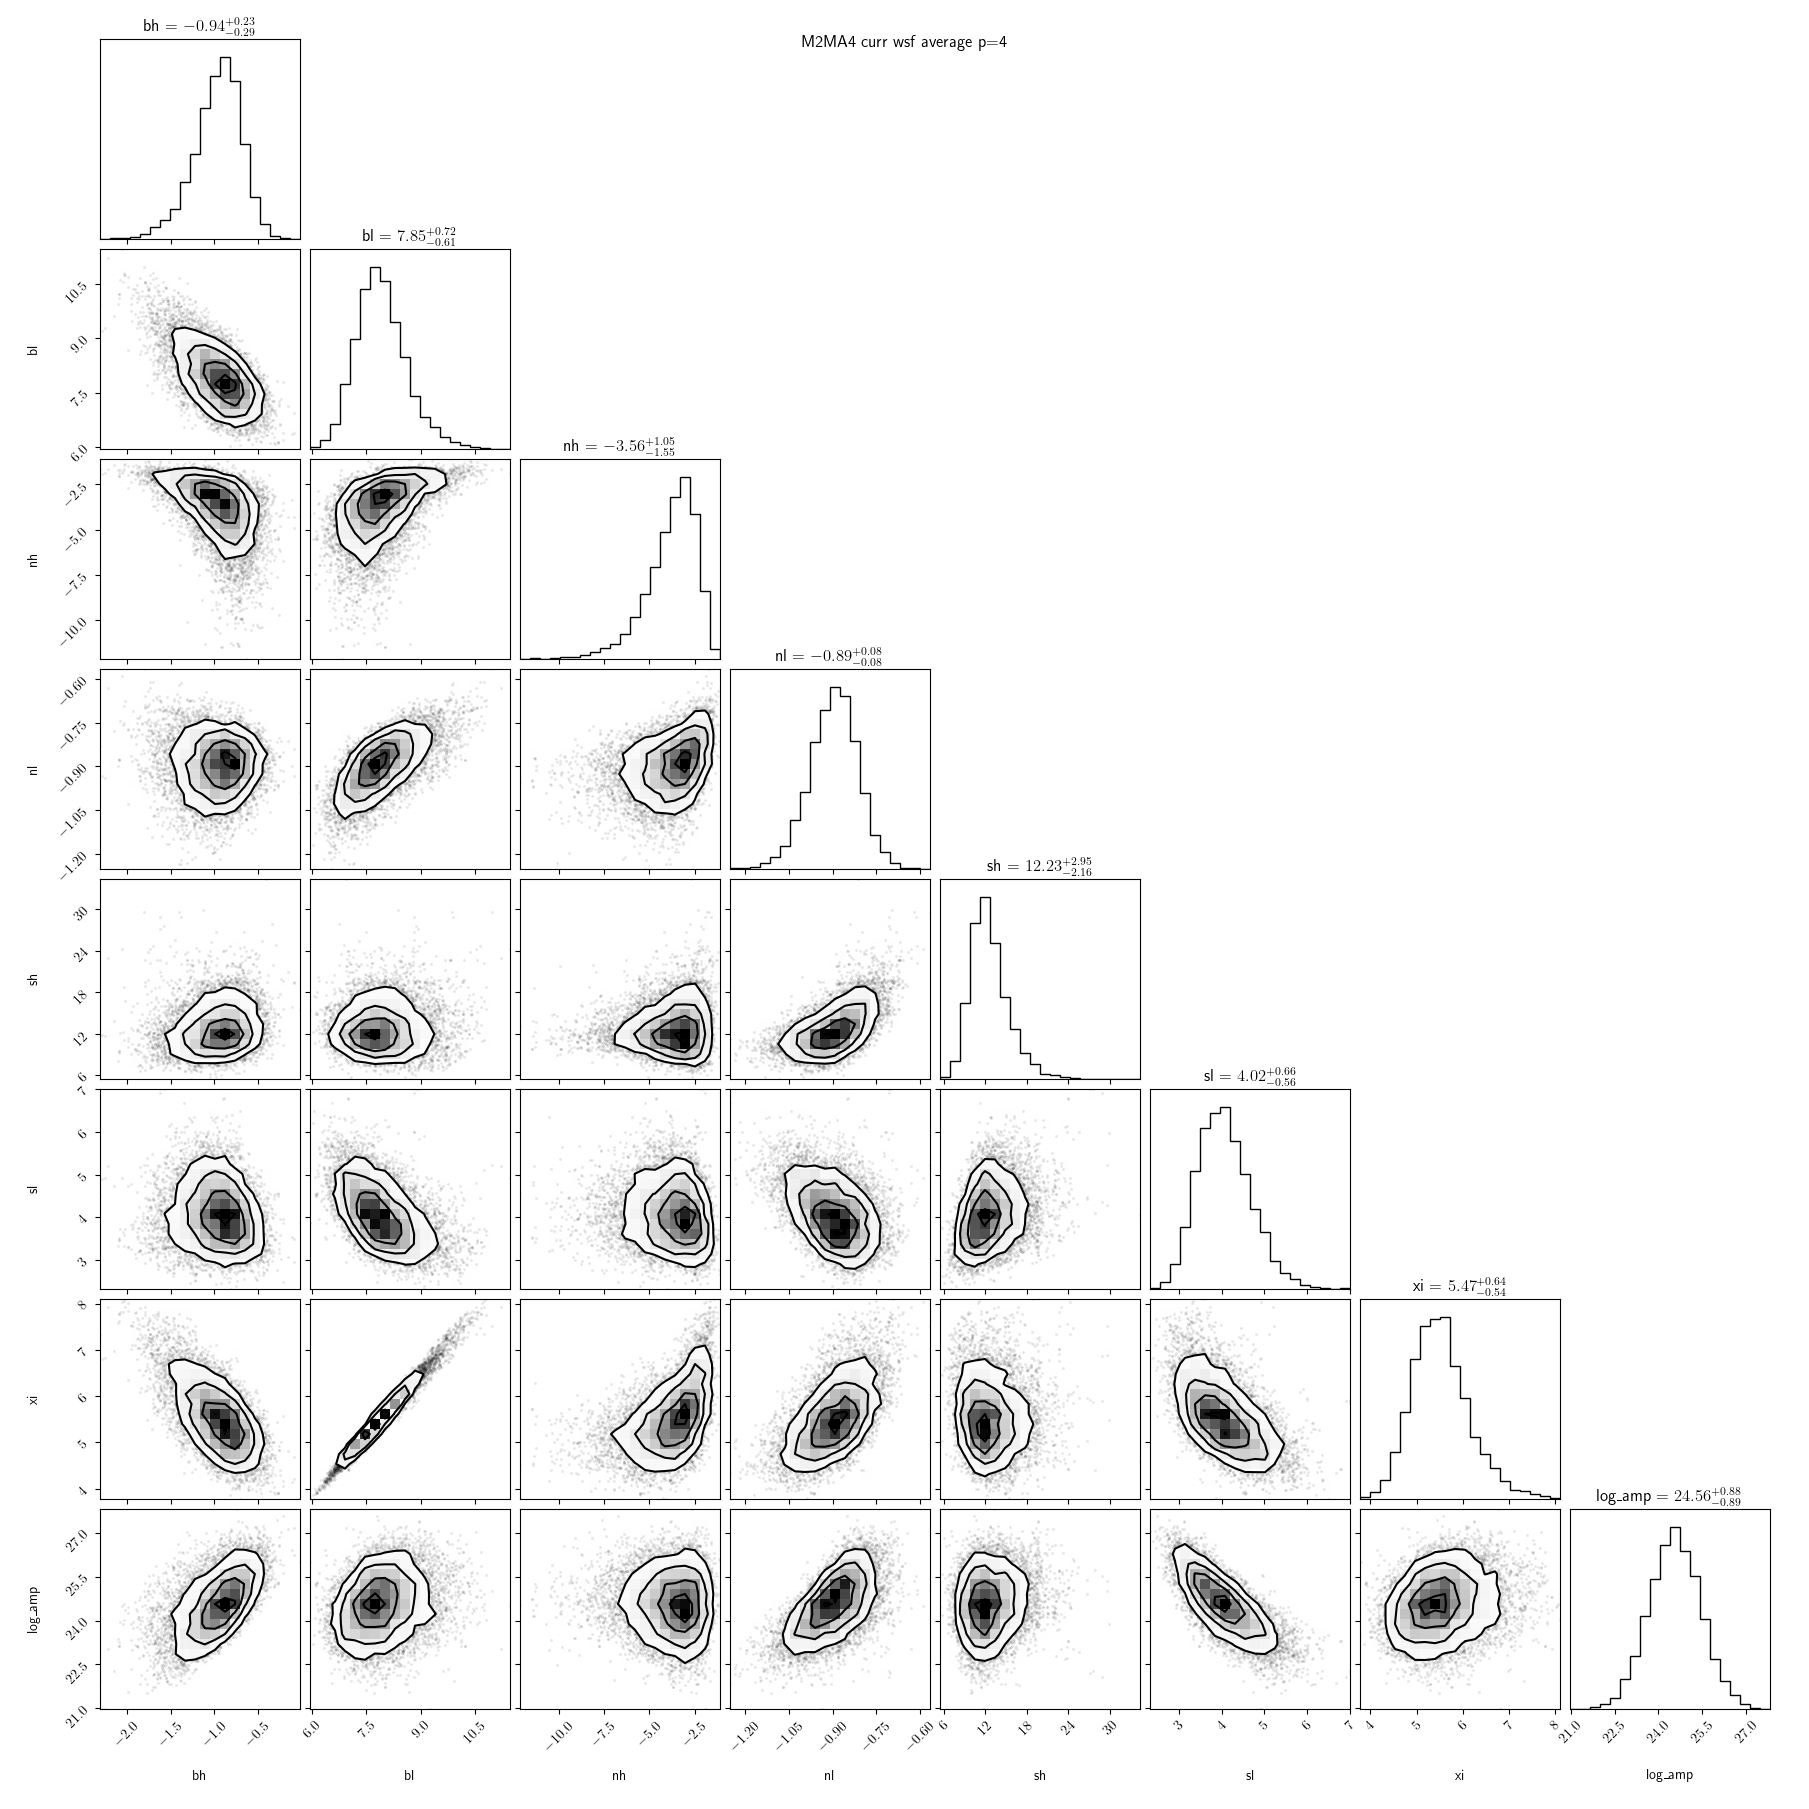 bh = −0.94+0.23−0.29
M2MA4 curr wsf average p=4
bl = 7.85+0.72−0.61
bl
10.5
9.0
7.5
6.0
nh = −3.56+1.05−1.55
nh
−2.5
−5.0
−7.5
−10.0
nl = −0.89+0.08−0.08
nl
−0.60
−0.75
−0.90
−1.05
−1.20
sh = 12.23+2.95−2.16
sh
30
24
18
12
6
sl = 4.02+0.66−0.56
sl
7
6
5
4
3
xi = 5.47+0.64−0.54
xi
8
7
6
5
4
log_amp = 24.56+0.88−0.89
log_amp
27.0
25.5
24.0
22.5
21.0
−2.0 −1.5 −1.0 −0.5 6.0 7.5 9.0 10.5 −10.0 −7.5 −5.0 −2.5 −1.20 −1.05 −0.90 −0.75 −0.60 6 12 18 24 30 3 4 5 6 7 4 5 6 7 8 21.0 22.5 24.0 25.5 27.0
bh bl nh nl sh sl xi log_amp